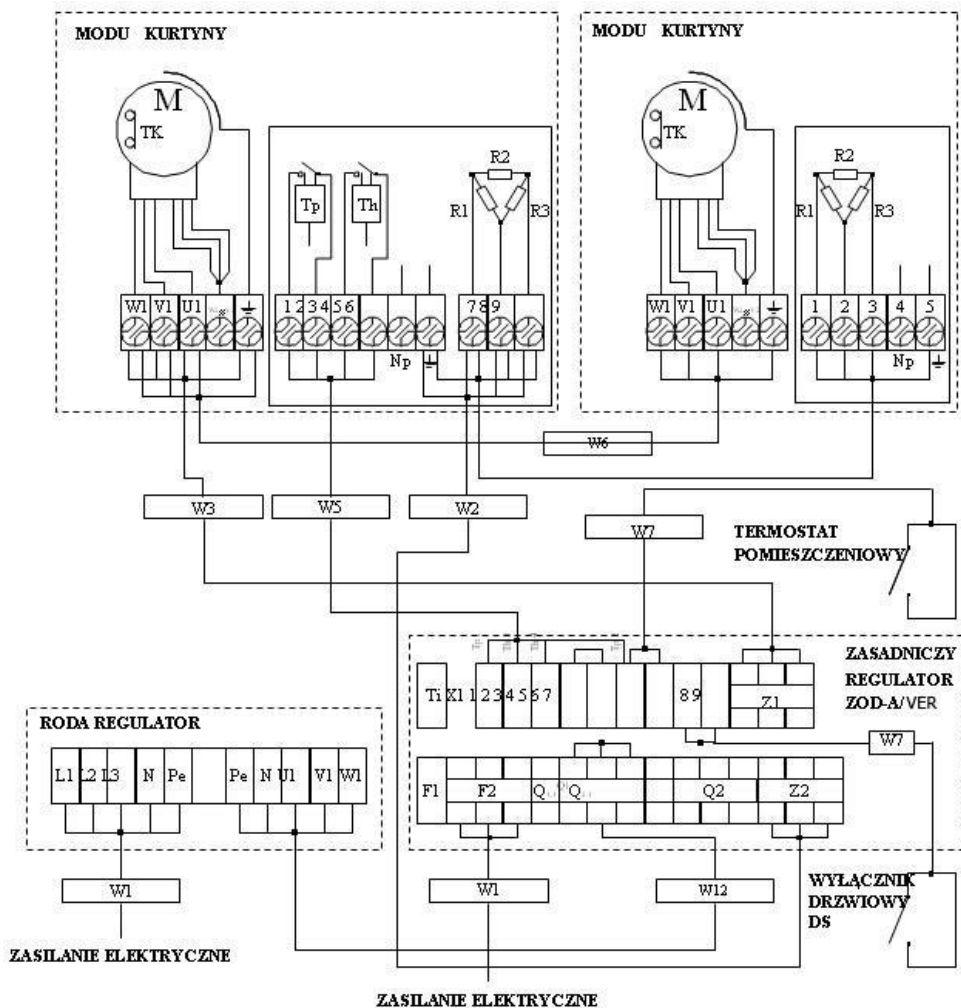 MODU KURTYNY
MODU KURTYNY
M
TK
M
TK
R2
R2
Tp
Th
R1
R3
R1
R3
W1 V1 U1
1 2 3 4 5 6
7 8 9
W1 V1 U1
1 2 3 4 5
Np
Np
W6
W3
W5
W2
W7
TERMOSTAT
POMIESZCZENIOWY
ZASADNICZY
REGULATOR
ZOD-A/VER
Ti X1 1 2 3 4 5 6 7
8 9
Z1
RODA REGULATOR
W7
L1 L2 L3 N Pe
Pe N U1 V1 W1
F1 F2 Q Q Q2 Z2
W1
W1
W12
WYŁĄCZNIK
DRZWIOWY
DS
ZASILANIE ELEKTRYCZNE
ZASILANIE ELEKTRYCZNE